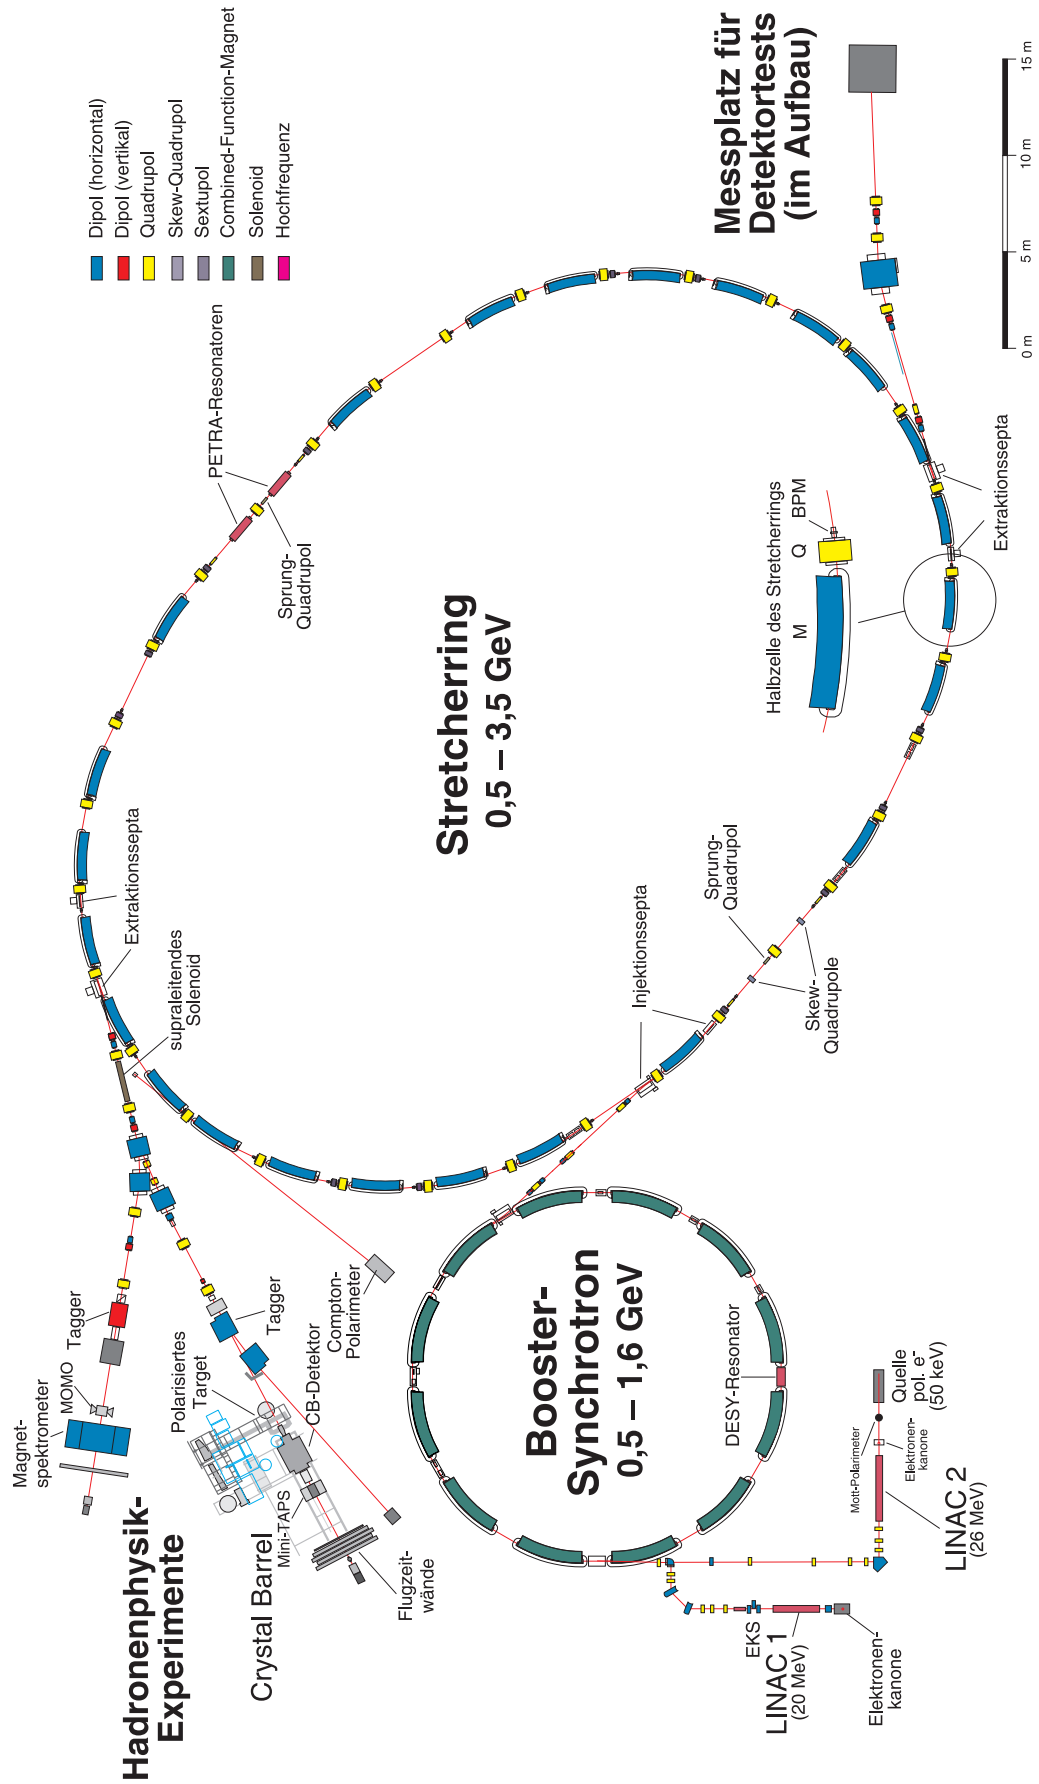 Dipol (horizontal)
Dipol (vertikal)
Quadrupol
Skew-Quadrupol
Sextupol
Combined-Function-Magnet
Solenoid
Hochfrequenz
Messplatz für
Detektortests
(im Aufbau)
0 m
5 m
10 m
15 m
PETRA-Resonatoren
Sprung-
Quadrupol
Stretcherring
0,5 – 3,5 GeV
Halbzelle des Stretcherrings
M
Q
BPM
Extraktionssepta
Extraktionssepta
supraleitendes
Solenoid
Injektionssepta
Sprung-
Quadrupol
Skew-
Quadrupole
Compton-
Polarimeter
Booster-
Synchrotron
0,5 – 1,6 GeV
DESY-Resonator
Hadronenphysik-
Experimente
Magnet-
spektrometer
MOMO
Tagger
Tagger
Polarisiertes
Target
CB-Detektor
Crystal Barrel
Mini-TAPS
Flugzeit-
wände
Quelle
pol. e-
(50 keV)
Mott-Polarimeter
Elektronen-
kanone
LINAC 2
(26 MeV)
EKS
LINAC 1
(20 MeV)
Elektronen-
kanone